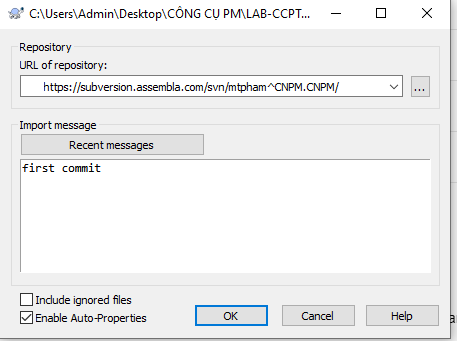 C:\Users\Admin\Desktop\CÔNG CỤ PM\LAB-CCPT...
Repository
URL of repository:
https://subversion.assembla.com/svn/mtpham^CNPM.CNPM/
...
Import message
Recent messages
first commit
Include ignored files
Enable Auto-Properties
OK
Cancel
Help